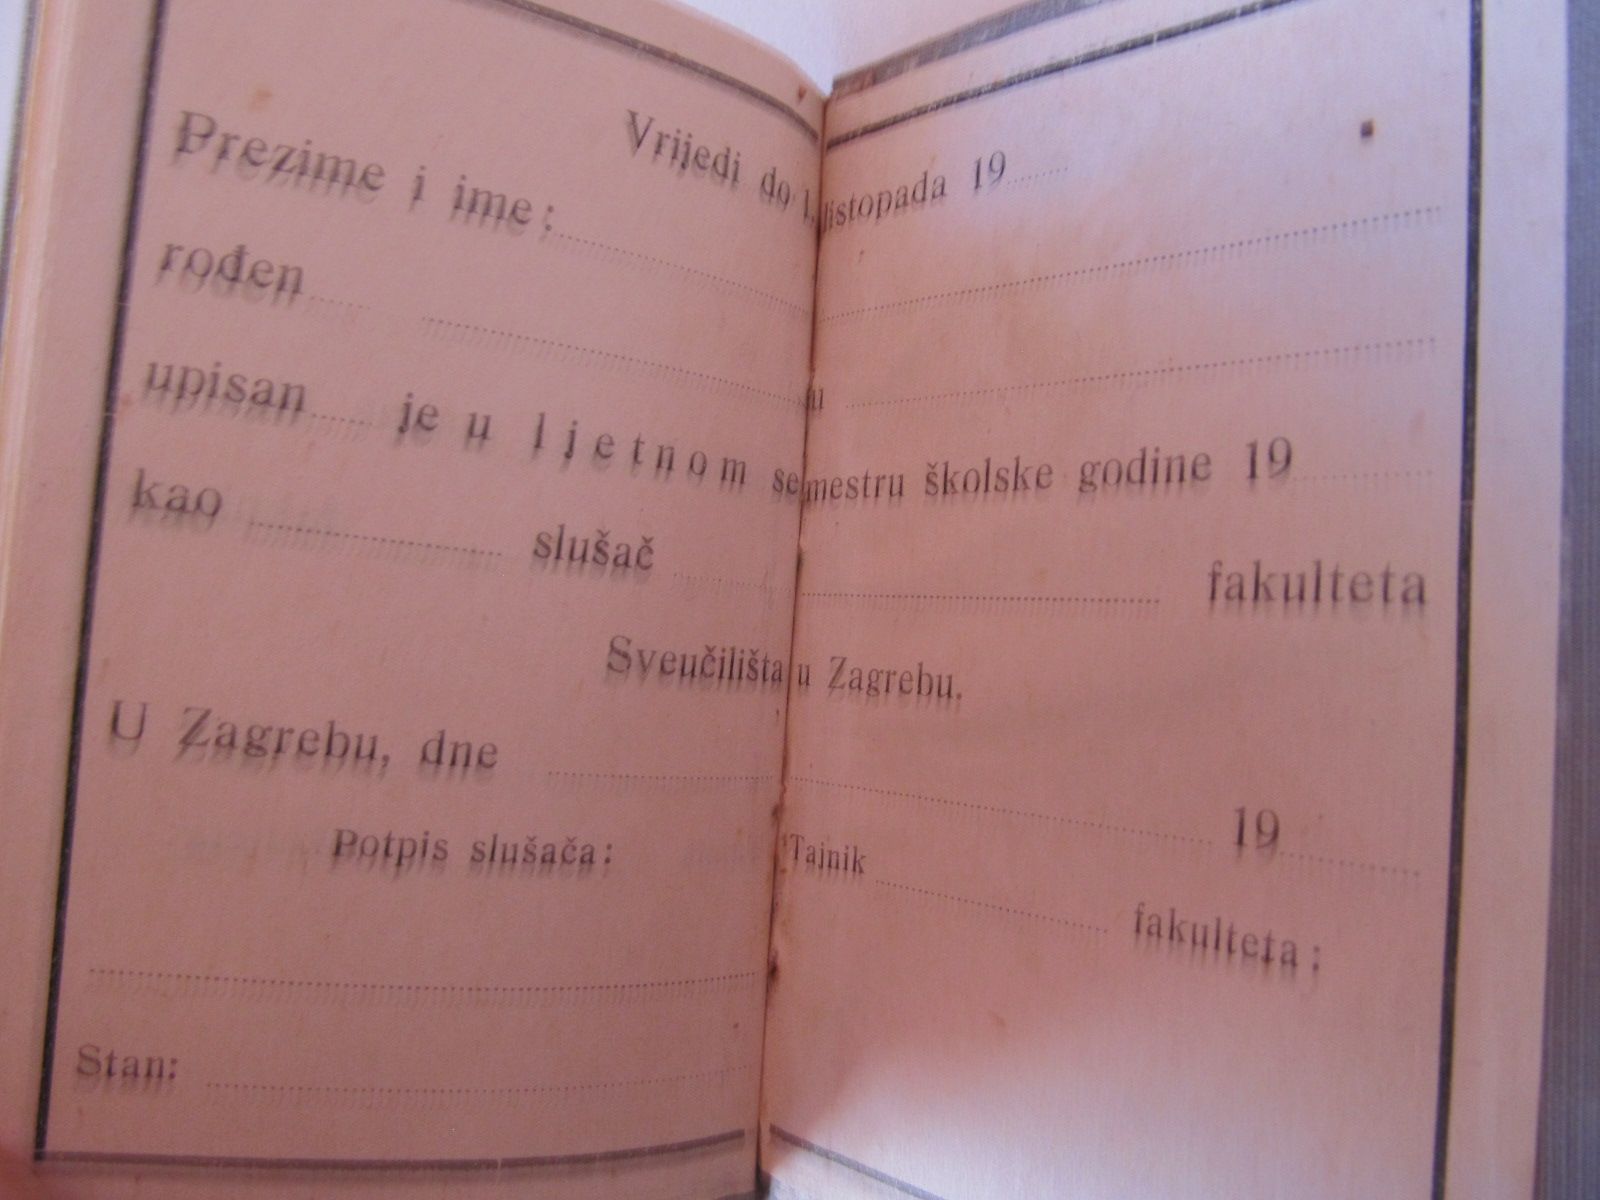 Vrijedi do 1. listopada 19......
Prezime i ime:
rođen...... u
upisan...... je u ljetnom semestru školske godine 19
kao slušač fakulteta
Sveučilišta u Zagrebu.
U Zagrebu, dne 19
Potpis slušača: Tajnik fakulteta:
Stan: